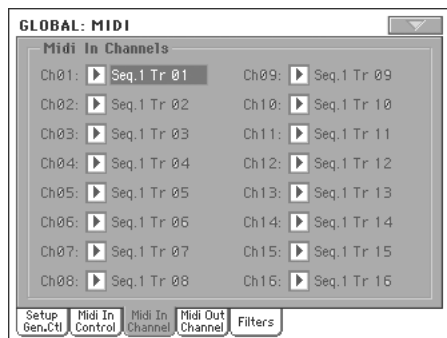 GLOBAL: MIDI
Midi In Channels
Ch01: Seq.1 Tr 01
Ch02: Seq.1 Tr 02
Ch03: Seq.1 Tr 03
Ch04: Seq.1 Tr 04
Ch05: Seq.1 Tr 05
Ch06: Seq.1 Tr 06
Ch07: Seq.1 Tr 07
Ch08: Seq.1 Tr 08
Ch09: Seq.1 Tr 09
Ch10: Seq.1 Tr 10
Ch11: Seq.1 Tr 11
Ch12: Seq.1 Tr 12
Ch13: Seq.1 Tr 13
Ch14: Seq.1 Tr 14
Ch15: Seq.1 Tr 15
Ch16: Seq.1 Tr 16
Setup
Gen.Ctl
Midi In
Control
Midi In
Channel
Midi Out
Channel
Filters